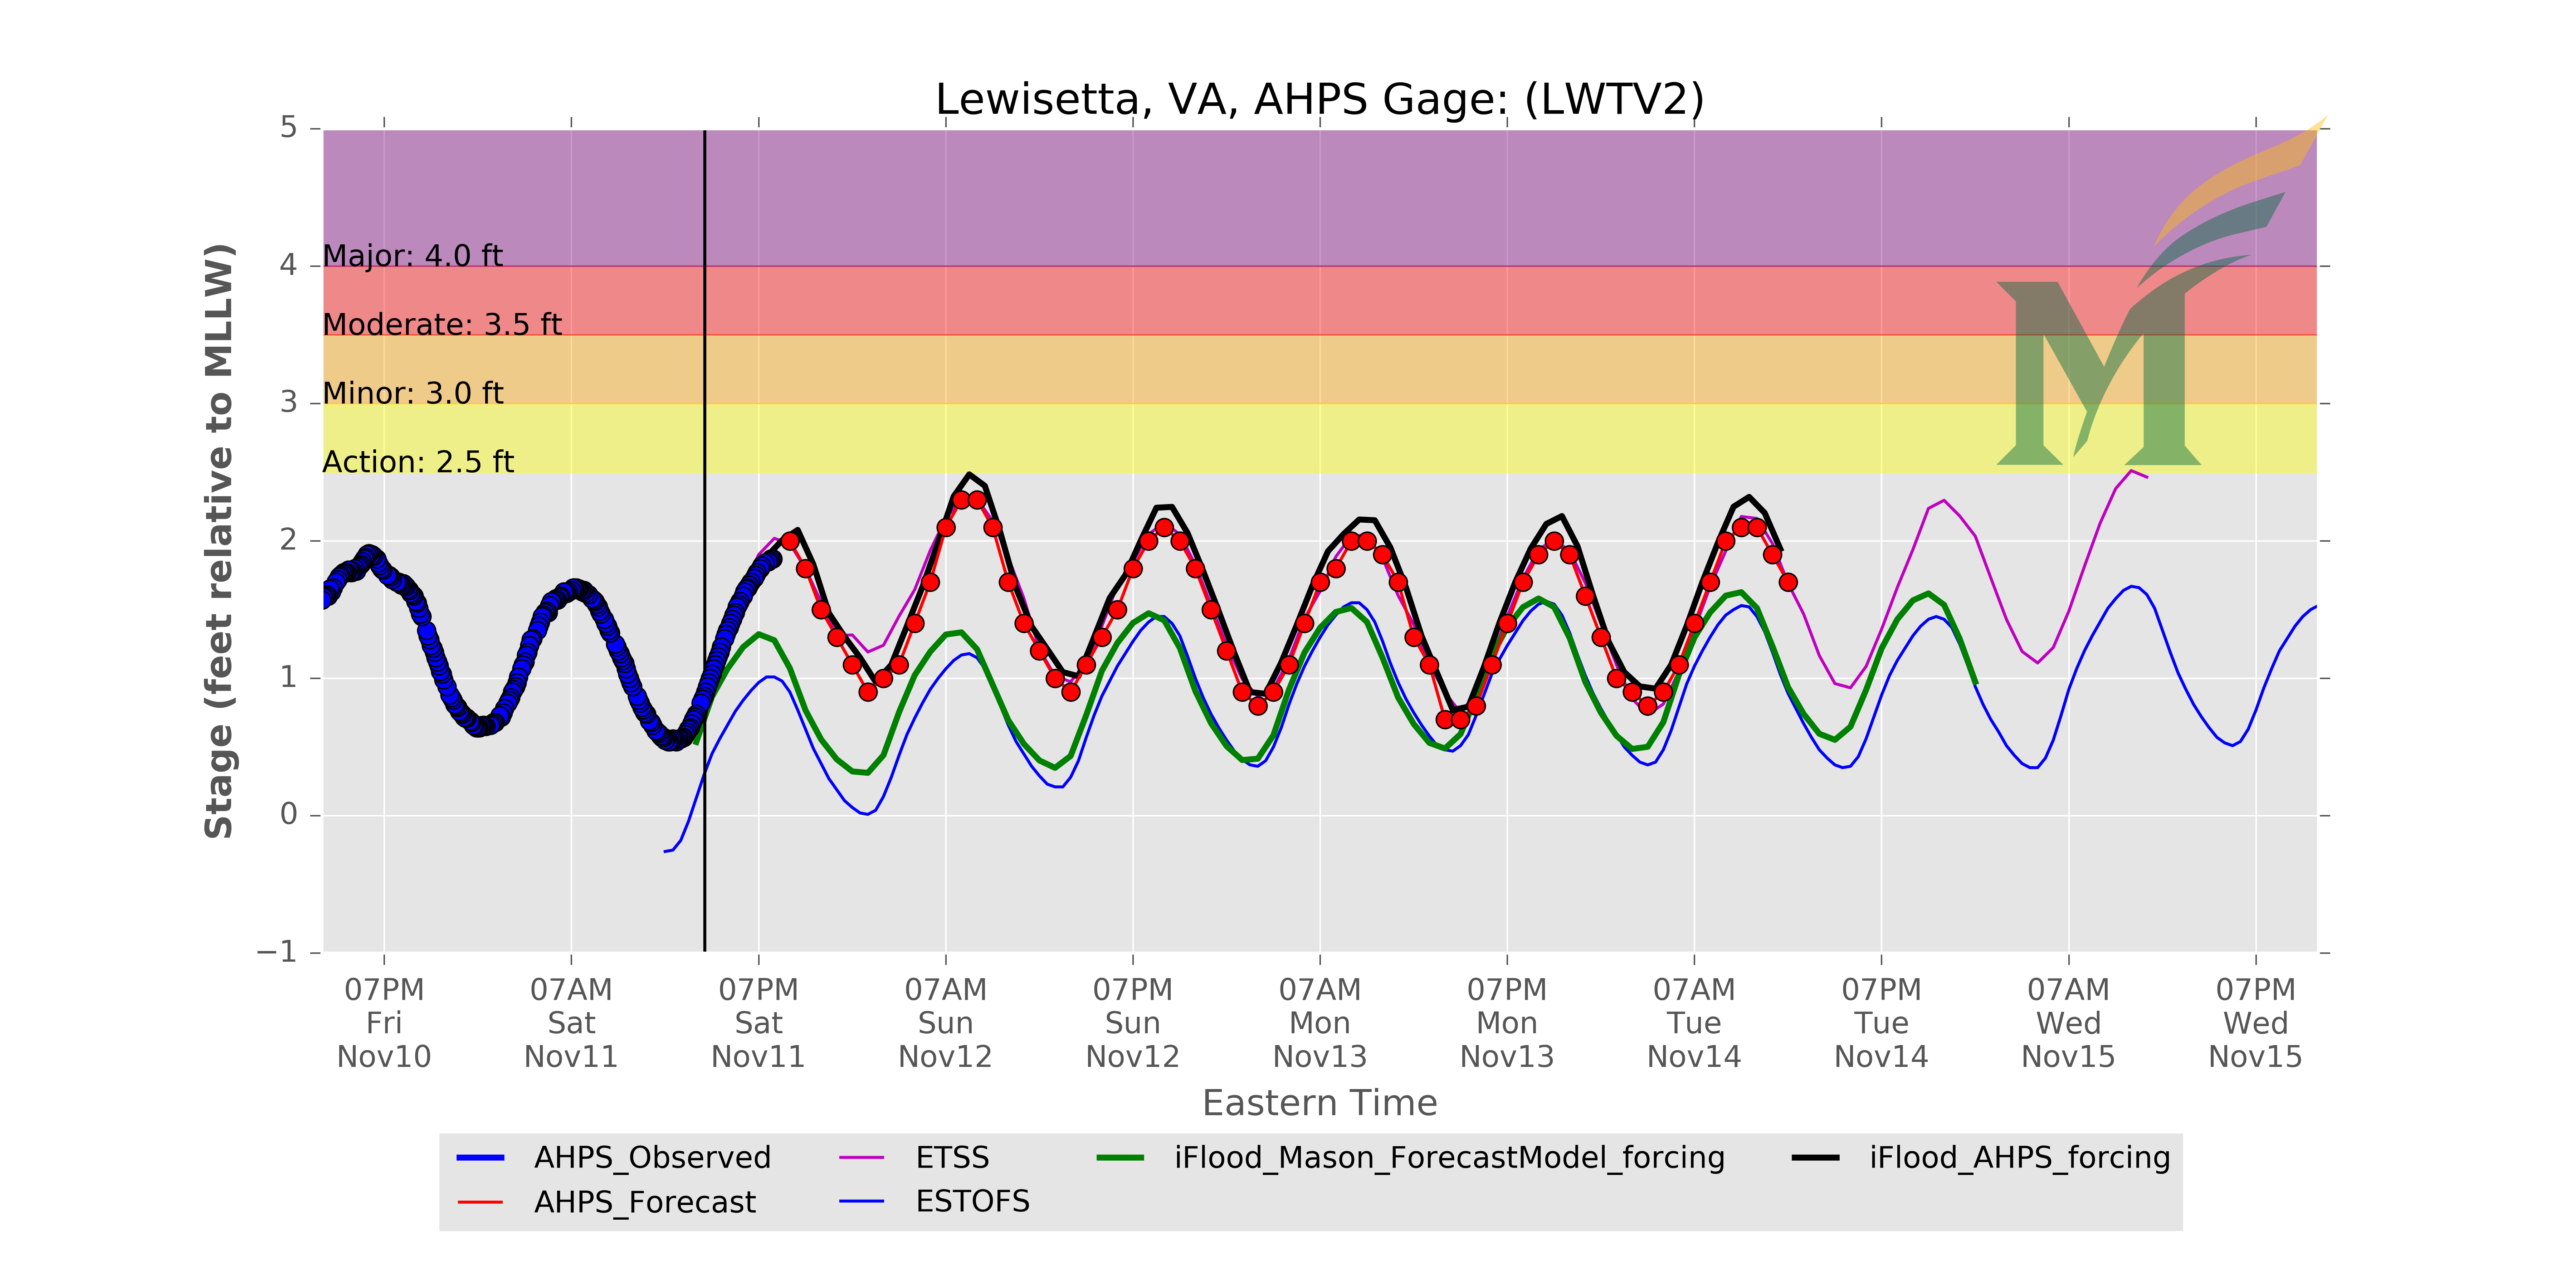 Lewisetta, VA, AHPS Gage: (LWTV2)
Stage (feet relative to MLLW)
5
4
3
2
1
0
−1
Major: 4.0 ft
Moderate: 3.5 ft
Minor: 3.0 ft
Action: 2.5 ft
M
07PM 07AM 07PM 07AM 07PM 07AM 07PM 07AM 07PM 07AM 07PM
Fri Sat Sat Sun Sun Mon Mon Tue Tue Wed Wed
Nov10 Nov11 Nov11 Nov12 Nov12 Nov13 Nov13 Nov14 Nov14 Nov15 Nov15
Eastern Time
AHPS_Observed ETSS iFlood_Mason_ForecastModel_forcing iFlood_AHPS_forcing
AHPS_Forecast ESTOFS